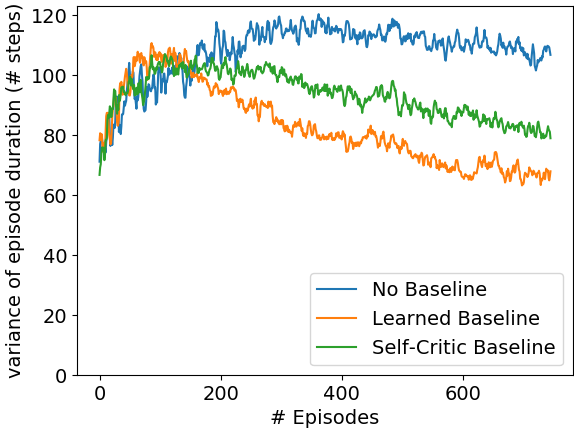 variance of episode duration (# steps)
120
100
80
60
40
20
0
0 200 400 600
# Episodes
No Baseline
Learned Baseline
Self-Critic Baseline